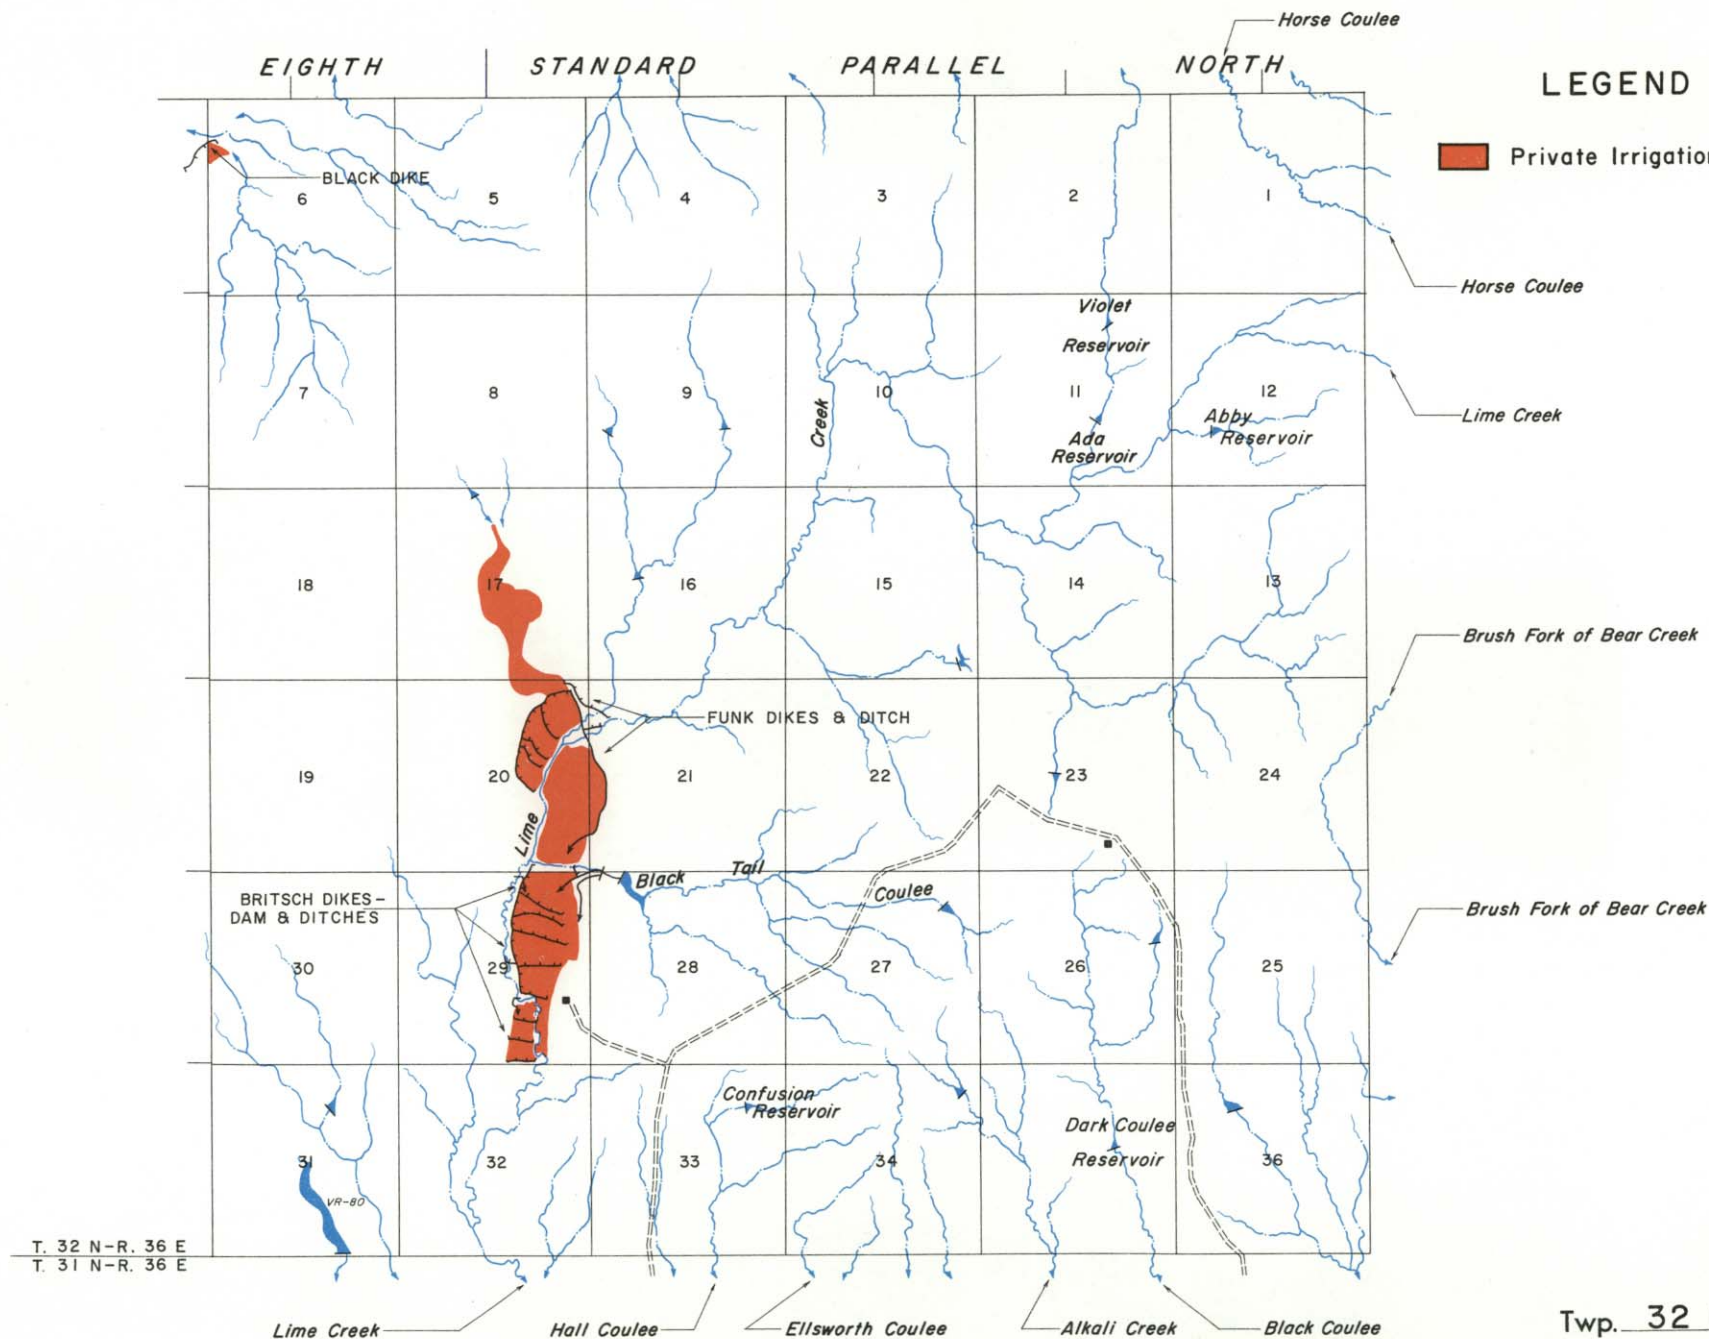 Horse Coulee
EIGHTH STANDARD PARALLEL NORTH
LEGEND
Private Irrigation
BLACK DIKE
6 5 4 3 2 1
Horse Coulee
Violet
Reservoir
7 8 9 10 11 12
Creek
Abby
Reservoir
Ada
Reservoir
Lime Creek
18 17 16 15 14 13
Brush Fork of Bear Creek
FUNK DIKES & DITCH
19 20 21 22 23 24
Lime
Black Tail Coulee
BRITSCH DIKES-
DAM & DITCHES
Brush Fork of Bear Creek
30 29 28 27 26 25
Confusion
Reservoir
Dark Coulee
Reservoir
31 32 33 34 36
VR-80
T. 32 N-R. 36 E
T. 31 N-R. 36 E
Lime Creek
Hall Coulee
Ellsworth Coulee
Alkali Creek
Black Coulee
Twp. 32